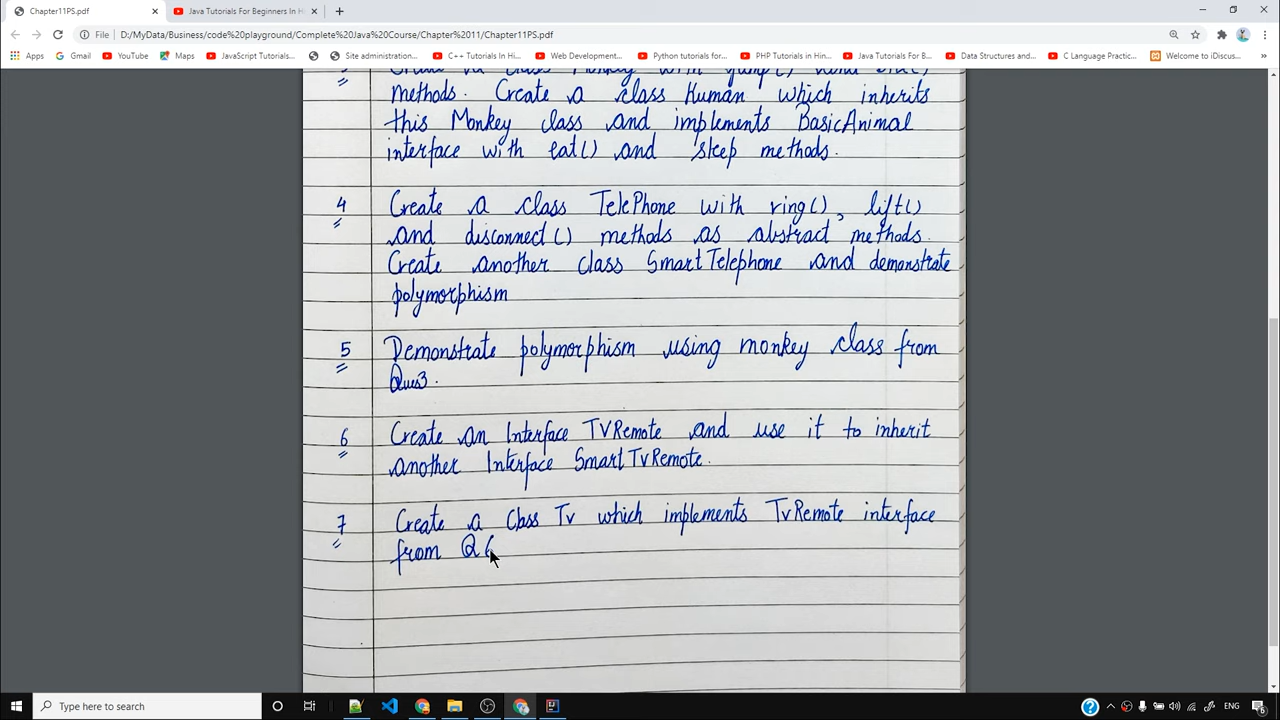 Chapter11PS.pdf
Java Tutorials For Beginners In H
File
D:/MyData/Business/code%20playground/Complete%20Java%20Course/Chapter%2011/Chapter11PS.pdf
Apps
Gmail
YouTube
Maps
JavaScript Tutorials...
Site administration...
C++ Tutorials In Hi...
Web Development...
Python tutorials for...
PHP Tutorials in Hin...
Java Tutorials For B...
Data Structures and...
C Language Practic...
Welcome to iDiscus...
methods. Create a class Human which inherits
this Monkey class and implements BasicAnimal
interface with eat() and sleep methods.
4 Create a class TelePhone with ring(), lift()
and disconnect() methods as abstract methods.
Create another class SmartTelephone and demonstrate
polymorphism
5 Demonstrate polymorphism using monkey class from
Ques3.
6 Create an Interface TVRemote and use it to inherit
another Interface SmartTvRemote.
7 Create a Class Tv which implements TvRemote interface
from Q6
Type here to search
ENG